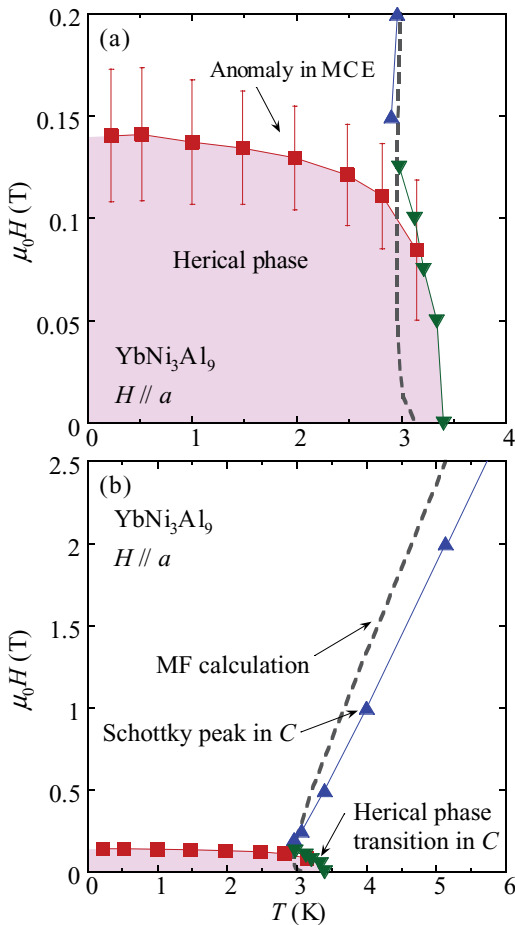 0.2
(a)
Anomaly in MCE
0.15
μ₀H (T)
0.1
Herical phase
0.05
YbNi₃Al₉
H // a
0
0 1 2 3 4
2.5
(b)
YbNi₃Al₉
2
H // a
1.5
μ₀H (T)
MF calculation
1
Schottky peak in C
0.5
Herical phase
transition in C
0
0 1 2 3 4 5 6
T (K)